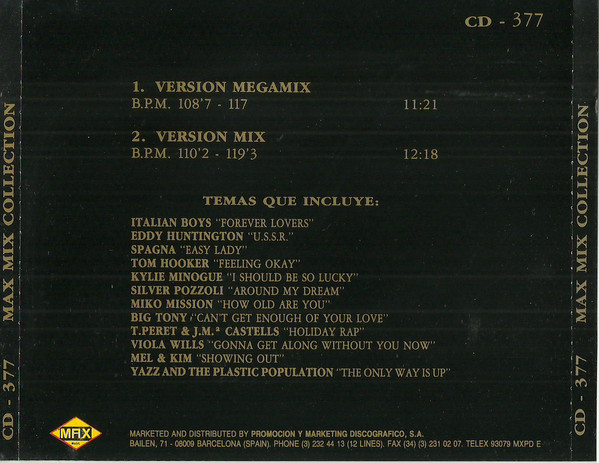 CD - 377
1. VERSION MEGAMIX
B.P.M. 108'7 - 117 11:21
2. VERSION MIX
B.P.M. 110'2 - 119'3 12:18
TEMAS QUE INCLUYE:
ITALIAN BOYS "FOREVER LOVERS"
EDDY HUNTINGTON "U.S.S.R."
SPAGNA "EASY LADY"
TOM HOOKER "FEELING OKAY"
KYLIE MINOGUE "I SHOULD BE SO LUCKY"
SILVER POZZOLI "AROUND MY DREAM"
MIKO MISSION "HOW OLD ARE YOU"
BIG TONY "CAN'T GET ENOUGH OF YOUR LOVE"
T.PERET & J.M.ª CASTELLS "HOLIDAY RAP"
VIOLA WILLS "GONNA GET ALONG WITHOUT YOU NOW"
MEL & KIM "SHOWING OUT"
YAZZ AND THE PLASTIC POPULATION "THE ONLY WAY IS UP"
MAX
MARKETED AND DISTRIBUTED BY PROMOCION Y MARKETING DISCOGRAFICO, S.A.
BAILEN, 71 - 08009 BARCELONA (SPAIN). PHONE (3) 232 44 13 (12 LINES). FAX (34) (3) 231 02 07. TELEX 93079 MXPD E
CD - 377 MAX MIX COLLECTION
CD - 377 MAX MIX COLLECTION